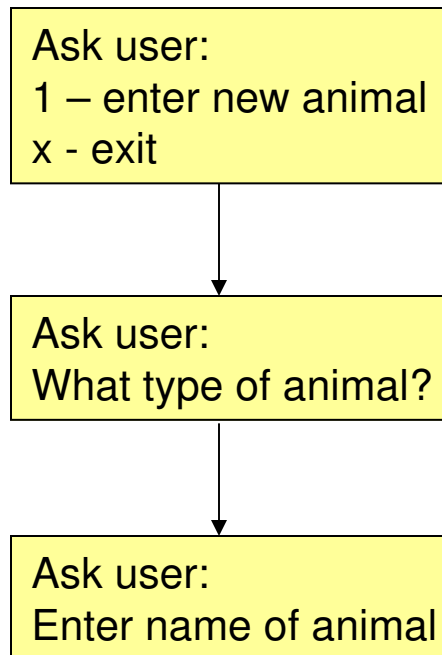 Ask user:
1 – enter new animal
x - exit
Ask user:
What type of animal?
Ask user:
Enter name of animal